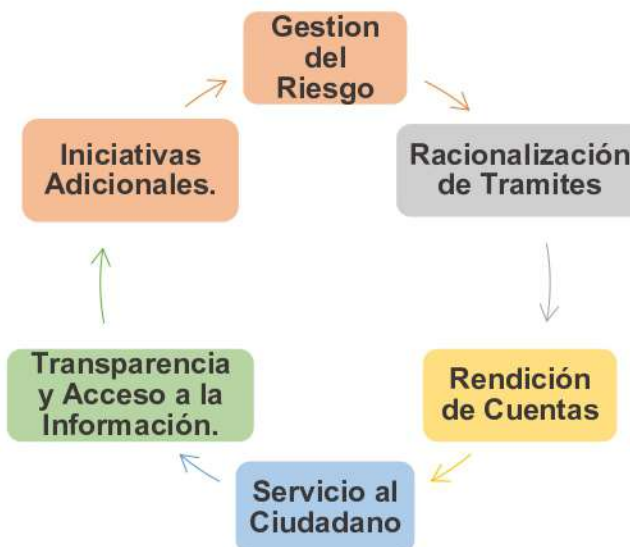 Gestion
del
Riesgo
Racionalización
de Tramites
Rendición
de Cuentas
Servicio al
Ciudadano
Transparencia
y Acceso a la
Información.
Iniciativas
Adicionales.